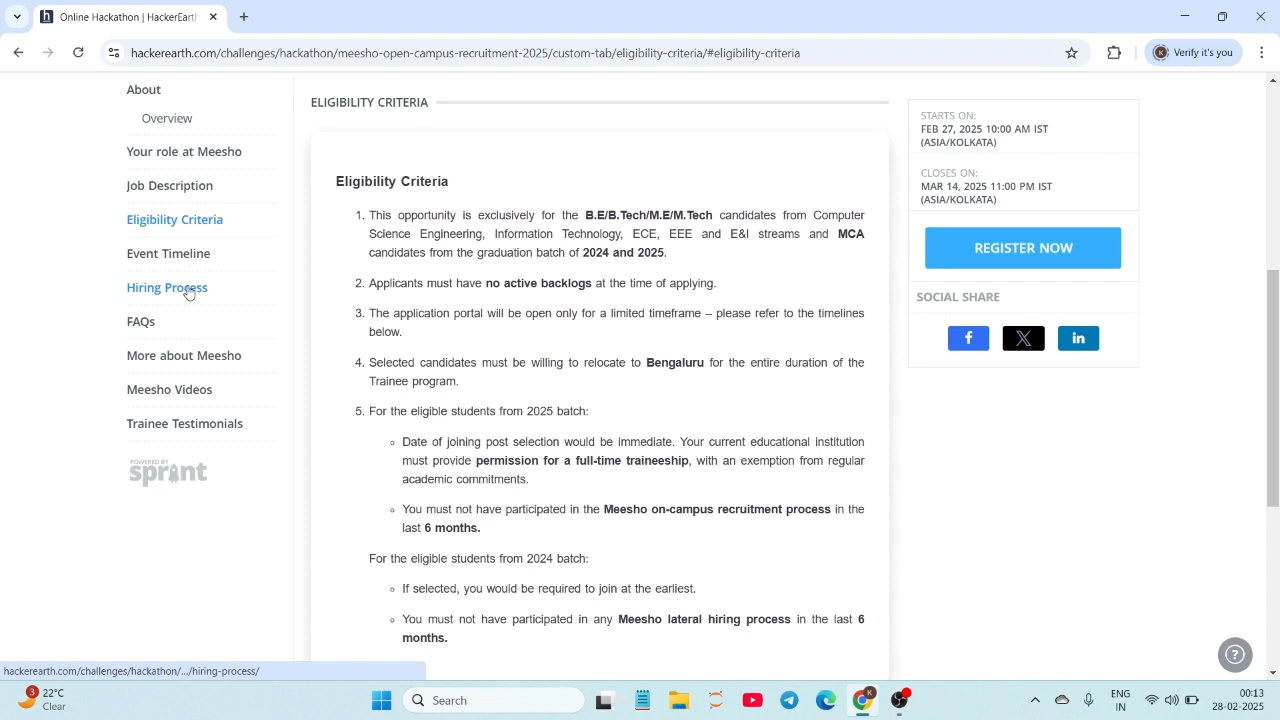 Online Hackathon | HackerEarth
hackerearth.com/challenges/hackathon/meesho-open-campus-recruitment-2025/custom-tab/eligibility-criteria/#eligibility-criteria
K
Verify it's you
About
Overview
Your role at Meesho
Job Description
Eligibility Criteria
Event Timeline
Hiring Process
FAQs
More about Meesho
Meesho Videos
Trainee Testimonials
POWERED BY
sprint
ELIGIBILITY CRITERIA
Eligibility Criteria
1. This opportunity is exclusively for the B.E/B.Tech/M.E/M.Tech candidates from Computer
Science Engineering, Information Technology, ECE, EEE and E&I streams and MCA
candidates from the graduation batch of 2024 and 2025.
2. Applicants must have no active backlogs at the time of applying.
3. The application portal will be open only for a limited timeframe – please refer to the timelines
below.
4. Selected candidates must be willing to relocate to Bengaluru for the entire duration of the
Trainee program.
5. For the eligible students from 2025 batch:
Date of joining post selection would be immediate. Your current educational institution
must provide permission for a full-time traineeship, with an exemption from regular
academic commitments.
You must not have participated in the Meesho on-campus recruitment process in the
last 6 months.
For the eligible students from 2024 batch:
If selected, you would be required to join at the earliest.
You must not have participated in any Meesho lateral hiring process in the last 6
months.
STARTS ON:
FEB 27, 2025 10:00 AM IST
(ASIA/KOLKATA)
CLOSES ON:
MAR 14, 2025 11:00 PM IST
(ASIA/KOLKATA)
REGISTER NOW
SOCIAL SHARE
hackerearth.com/challenges/hackathon/.../hiring-process/
3
22°C
Clear
Search
ENG
IN
00:13
28-02-2025